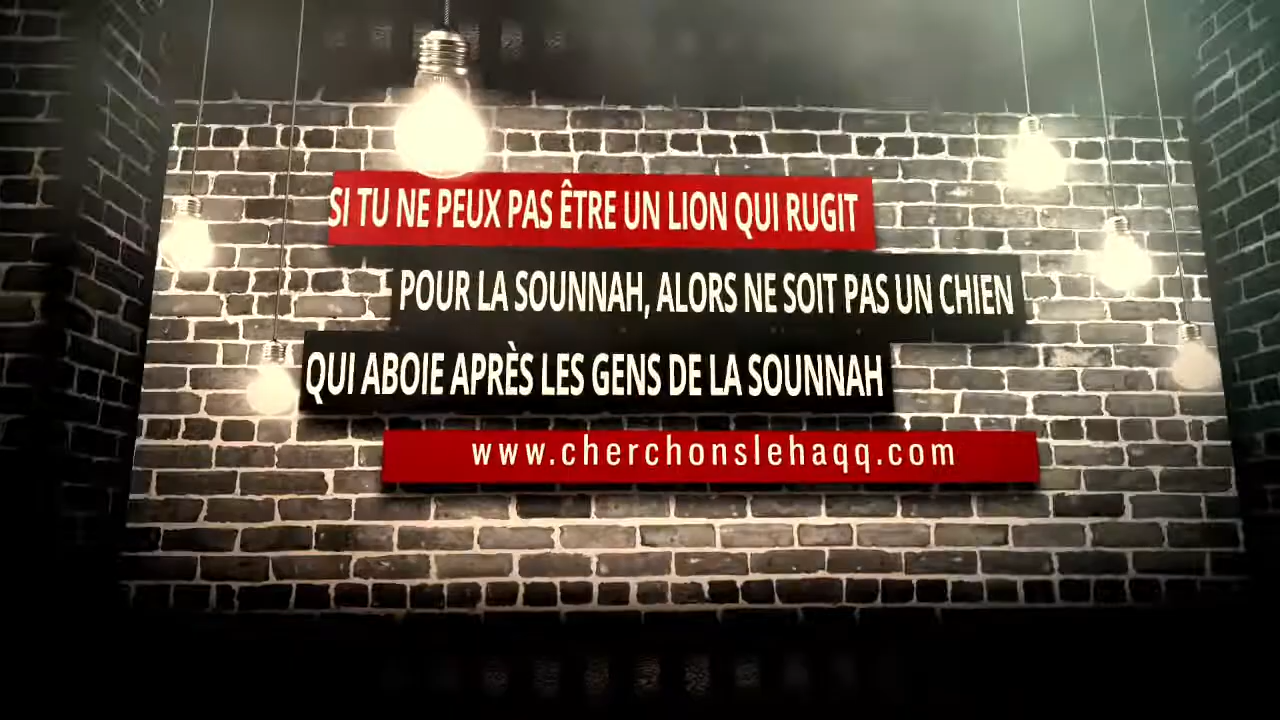 SI TU NE PEUX PAS ÊTRE UN LION QUI RUGIT
POUR LA SOUNNAH, ALORS NE SOIT PAS UN CHIEN
QUI ABOIE APRÈS LES GENS DE LA SOUNNAH
www.cherchonslehaqq.com